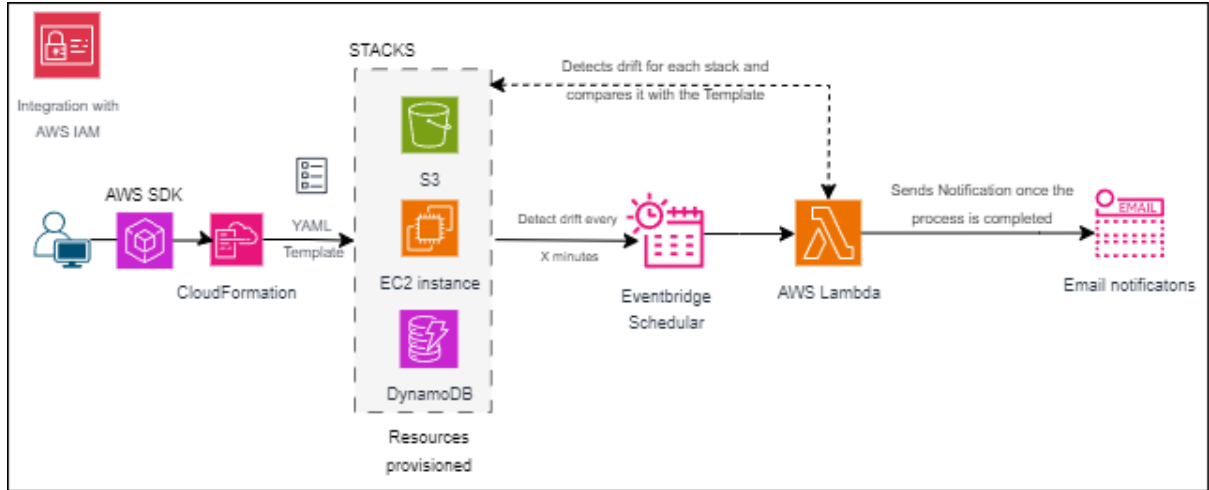 Integration with
AWS IAM
AWS SDK
CloudFormation
YAML
Template
STACKS
S3
EC2 instance
DynamoDB
Resources
provisioned
Detects drift for each stack and
compares it with the Template
Detect drift every
X minutes
Eventbridge
Schedular
AWS Lambda
Sends Notification once the
process is completed
EMAIL
Email notificatons